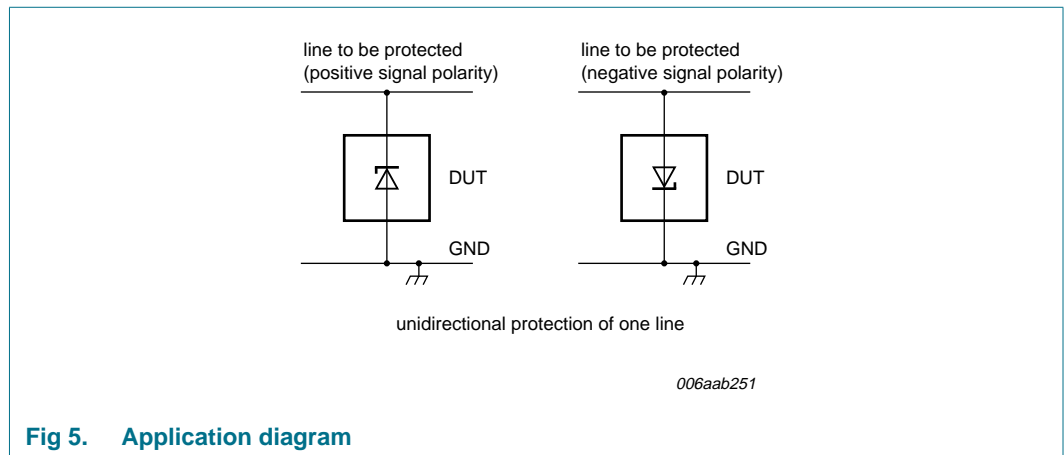 line to be protected
(positive signal polarity)
line to be protected
(negative signal polarity)
DUT
DUT
GND
GND
unidirectional protection of one line
006aab251
Fig 5. Application diagram